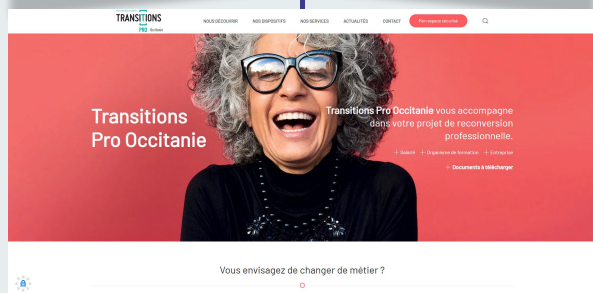 TRANSITIONS
PRO Occitanie
NOUS DÉCOUVRIR
NOS DISPOSITIFS
NOS SERVICES
ACTUALITÉS
CONTACT
Mon espace sécurisé
Transitions
Pro Occitanie
Transitions Pro Occitanie vous accompagne
dans votre projet de reconversion
professionnelle.
Salarié
Organisme de formation
Entreprise
Documents à télécharger
Vous envisagez de changer de métier ?